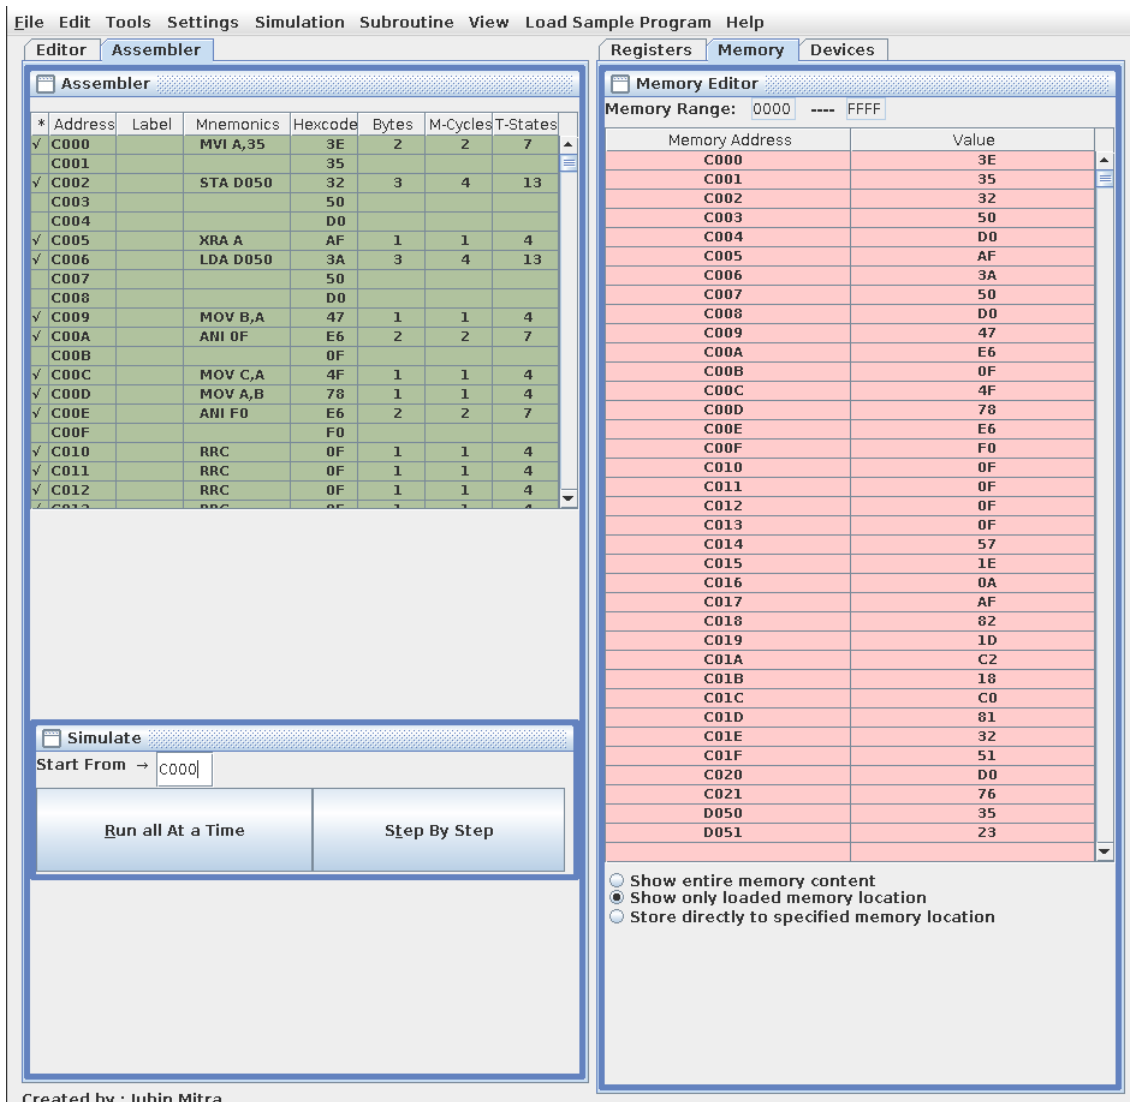 File Edit Tools Settings Simulation Subroutine View Load Sample Program Help
Editor Assembler
Assembler
* Address Label Mnemonics Hexcode Bytes M-Cycles T-States
√ C000 MVI A,35 3E 2 2 7
C001 35
√ C002 STA D050 32 3 4 13
C003 50
C004 D0
√ C005 XRA A AF 1 1 4
√ C006 LDA D050 3A 3 4 13
C007 50
C008 D0
√ C009 MOV B,A 47 1 1 4
√ C00A ANI 0F E6 2 2 7
C00B 0F
√ C00C MOV C,A 4F 1 1 4
√ C00D MOV A,B 78 1 1 4
√ C00E ANI F0 E6 2 2 7
C00F F0
√ C010 RRC 0F 1 1 4
√ C011 RRC 0F 1 1 4
√ C012 RRC 0F 1 1 4
√ C013 RRC 0F 1 1 4
Simulate
Start From → C000
Run all At a Time Step By Step
Registers Memory Devices
Memory Editor
Memory Range: 0000 ---- FFFF
Memory Address Value
C000 3E
C001 35
C002 32
C003 50
C004 D0
C005 AF
C006 3A
C007 50
C008 D0
C009 47
C00A E6
C00B 0F
C00C 4F
C00D 78
C00E E6
C00F F0
C010 0F
C011 0F
C012 0F
C013 0F
C014 57
C015 1E
C016 0A
C017 AF
C018 82
C019 1D
C01A C2
C01B 18
C01C C0
C01D 81
C01E 32
C01F 51
C020 D0
C021 76
D050 35
D051 23
Show entire memory content
Show only loaded memory location
Store directly to specified memory location
Created by : Jubin Mitra